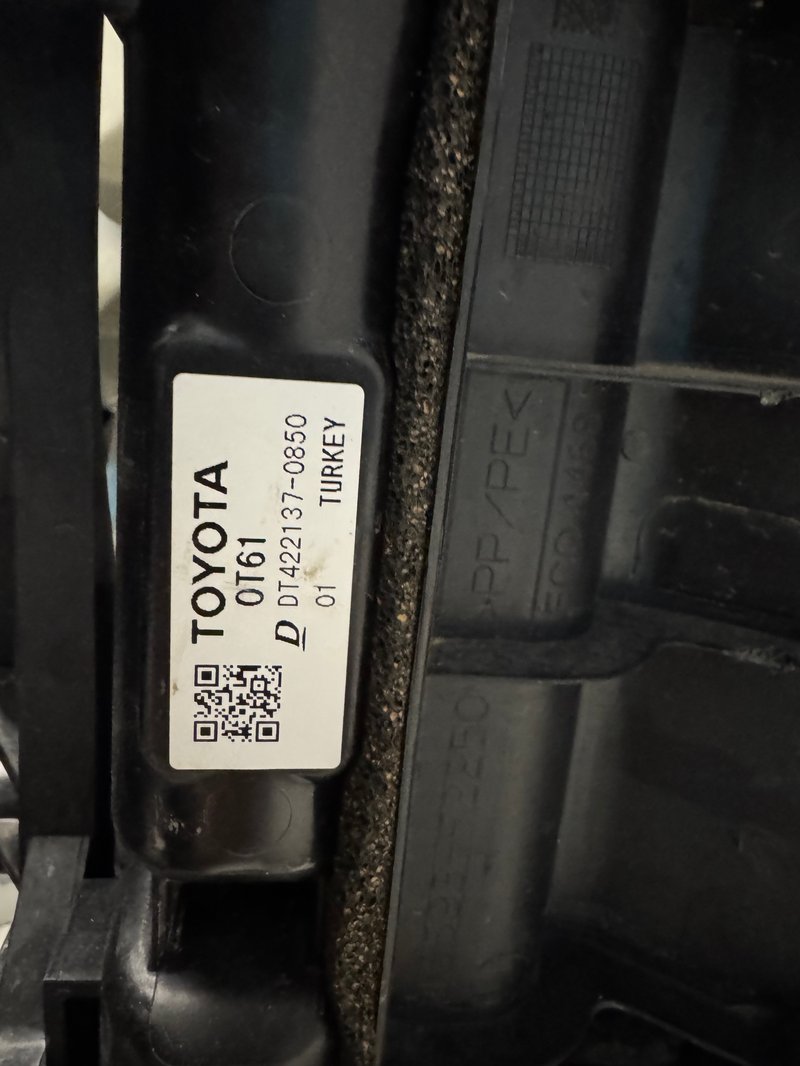 TOYOTA
0T61
D DT422137-0850
01 TURKEY
>PP/PE<